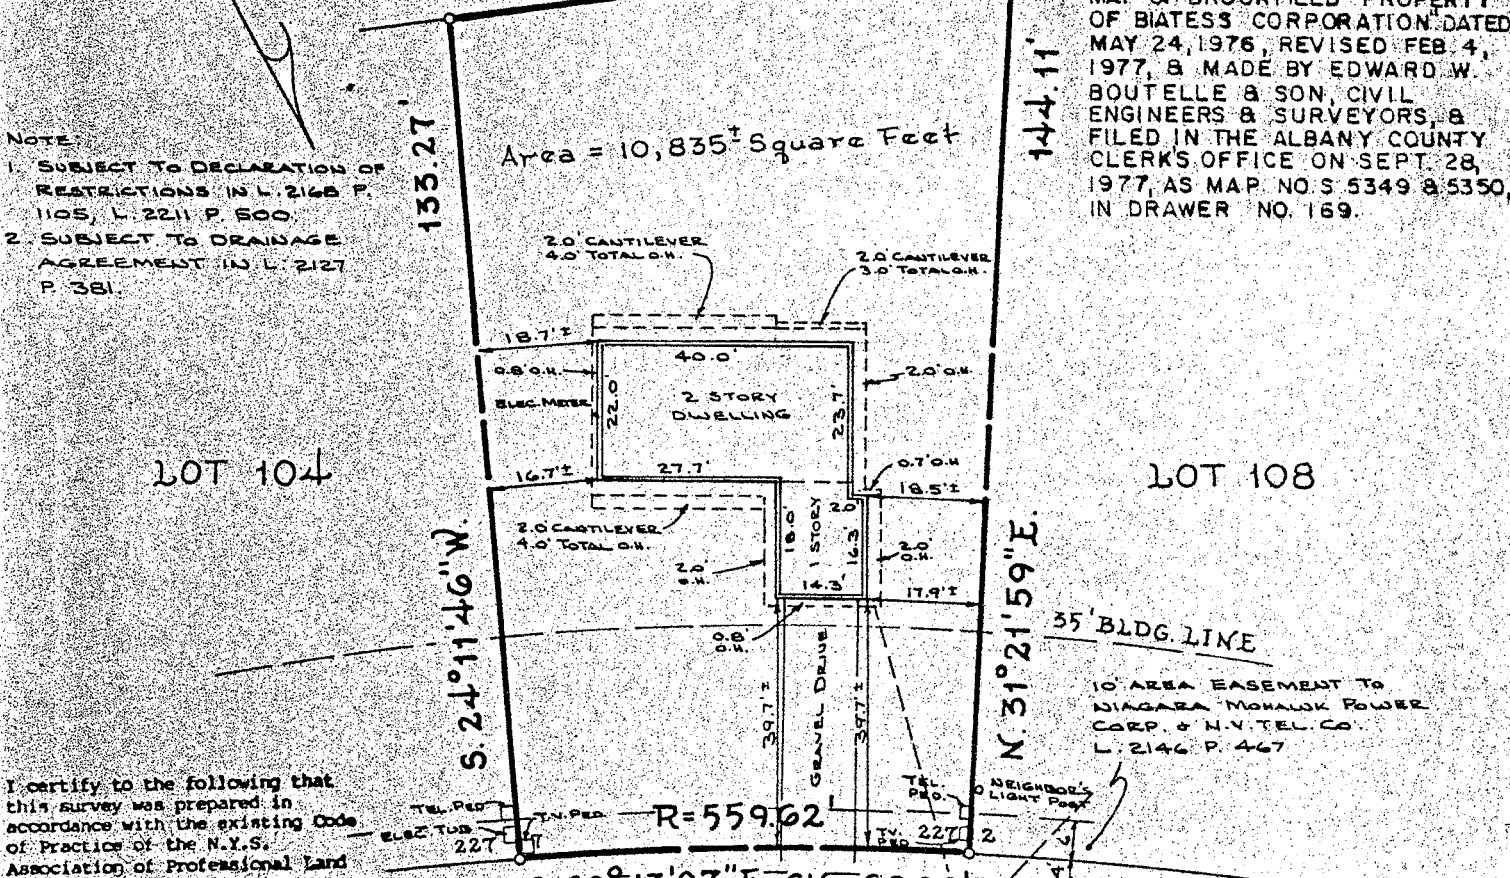 OF BIATESS CORPORATION DATED
MAY 24, 1976, REVISED FEB. 4,
1977, & MADE BY EDWARD W.
BOUTELLE & SON, CIVIL
ENGINEERS & SURVEYORS, &
FILED IN THE ALBANY COUNTY
CLERK'S OFFICE ON SEPT. 28,
1977, AS MAP NO.S 5349 & 5350,
IN DRAWER NO. 169.
144.11'
133.27'
Area = 10,835± Square Feet
NOTE:
1. SUBJECT TO DECLARATION OF
RESTRICTIONS IN L. 2168 P.
1105, L. 2211 P. 500.
2. SUBJECT TO DRAINAGE
AGREEMENT IN L. 2127
P. 381.
2.0' CANTILEVER
4.0' TOTAL O.H.
2.0' CANTILEVER
3.0' TOTAL O.H.
18.7'±
40.0'
0.8' O.H.
2.0' O.H.
ELEC. METER
22.0'
2 STORY
DWELLING
23.7'
LOT 104
16.7'±
27.7'
0.7' O.H.
18.5'±
LOT 108
2.0' CANTILEVER
4.0' TOTAL O.H.
18.0'
1 STORY
2.0'
16.3'
2.0'
O.H.
2.0'
O.H.
14.3'
17.9'±
0.8'
O.H.
S. 24°11'46" W.
N. 31°21'59" E.
35' BLDG. LINE
39.7'±
GRAVEL DRIVE
39.7'±
10' AREA EASEMENT TO
NIAGARA MOHAWK POWER
CORP. & N.Y. TEL. CO.
L. 2146 P. 467
I certify to the following that
this survey was prepared in
accordance with the existing Code
of Practice of the N.Y.S.
Association of Professional Land
TEL. PED
T.V. PED
ELEC. TUB
227
R=559.62'
TEL.
PED.
NEIGHBOR'S
LIGHT POST
T.V.
PED
227
2